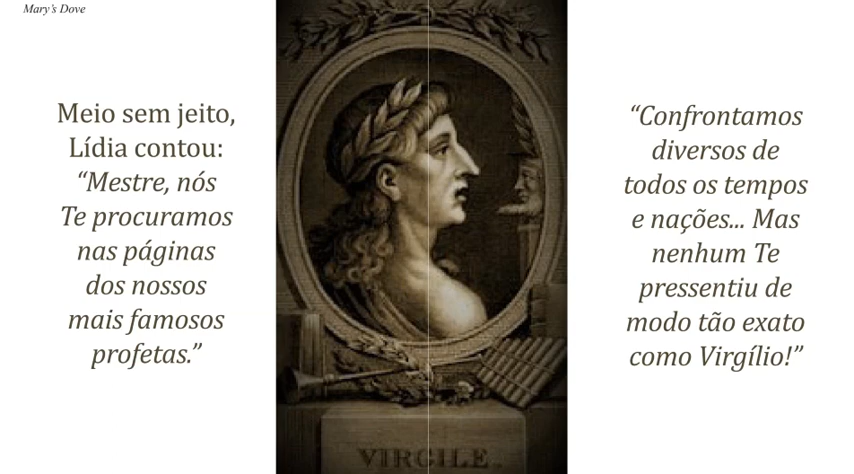 Mary's Dove
Meio sem jeito,
Lídia contou:
“Mestre, nós
Te procuramos
nas páginas
dos nossos
mais famosos
profetas.”
“Confrontamos
diversos de
todos os tempos
e nações... Mas
nenhum Te
pressentiu de
modo tão exato
como Virgílio!”
VIRGILE.